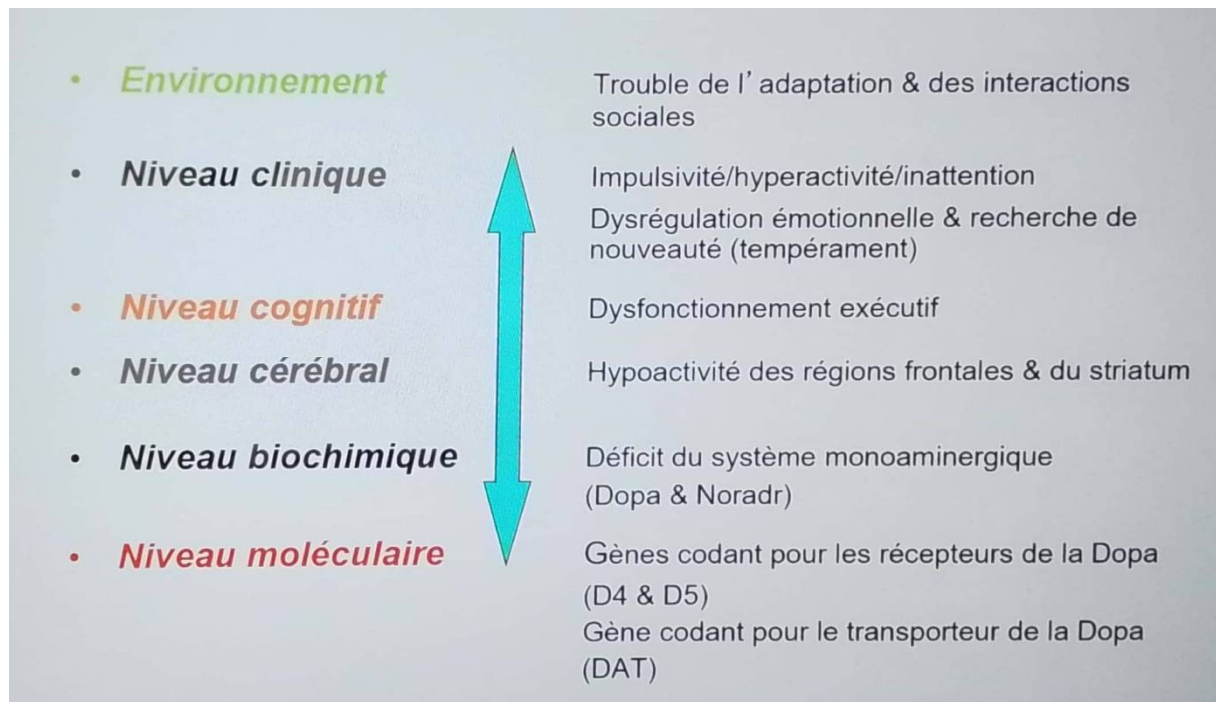 • Environnement
Trouble de l' adaptation & des interactions
sociales
• Niveau clinique
Impulsivité/hyperactivité/inattention
Dysrégulation émotionnelle & recherche de
nouveauté (tempérament)
• Niveau cognitif
Dysfonctionnement exécutif
• Niveau cérébral
Hypoactivité des régions frontales & du striatum
• Niveau biochimique
Déficit du système monoaminergique
(Dopa & Noradr)
• Niveau moléculaire
Gènes codant pour les récepteurs de la Dopa
(D4 & D5)
Gène codant pour le transporteur de la Dopa
(DAT)